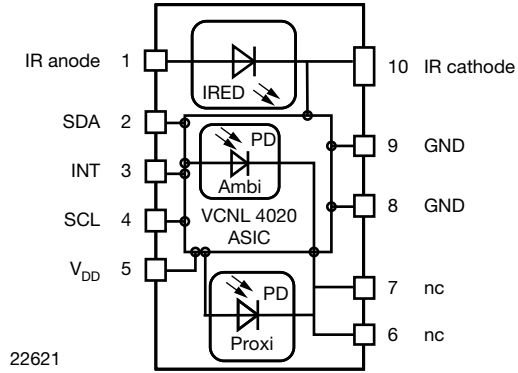 IR anode 1
10 IR cathode
IRED
SDA 2
PD
9 GND
INT 3
Ambi
8 GND
SCL 4
VCNL 4020
ASIC
VDD 5
7 nc
PD
6 nc
Proxi
22621